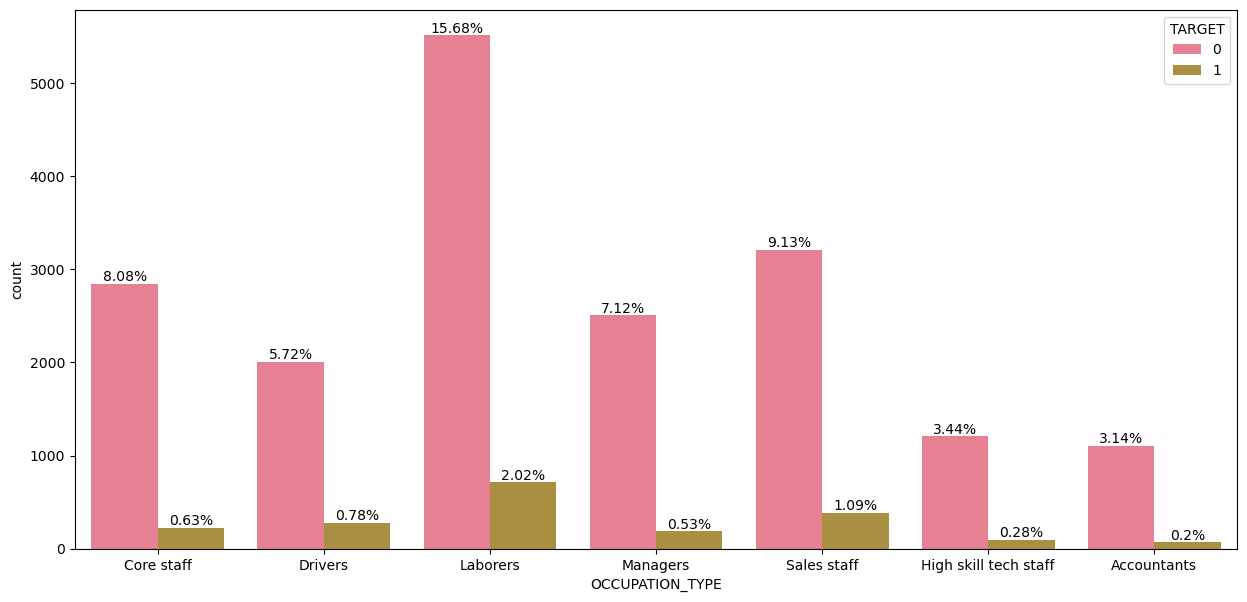 15.68%
TARGET
0
1
5000
4000
9.13%
3000
8.08%
7.12%
count
5.72%
2000
3.44%
3.14%
1000
2.02%
1.09%
0.63%
0.78%
0.53%
0.28%
0.2%
0
Core staff
Drivers
Laborers
Managers
Sales staff
High skill tech staff
Accountants
OCCUPATION_TYPE